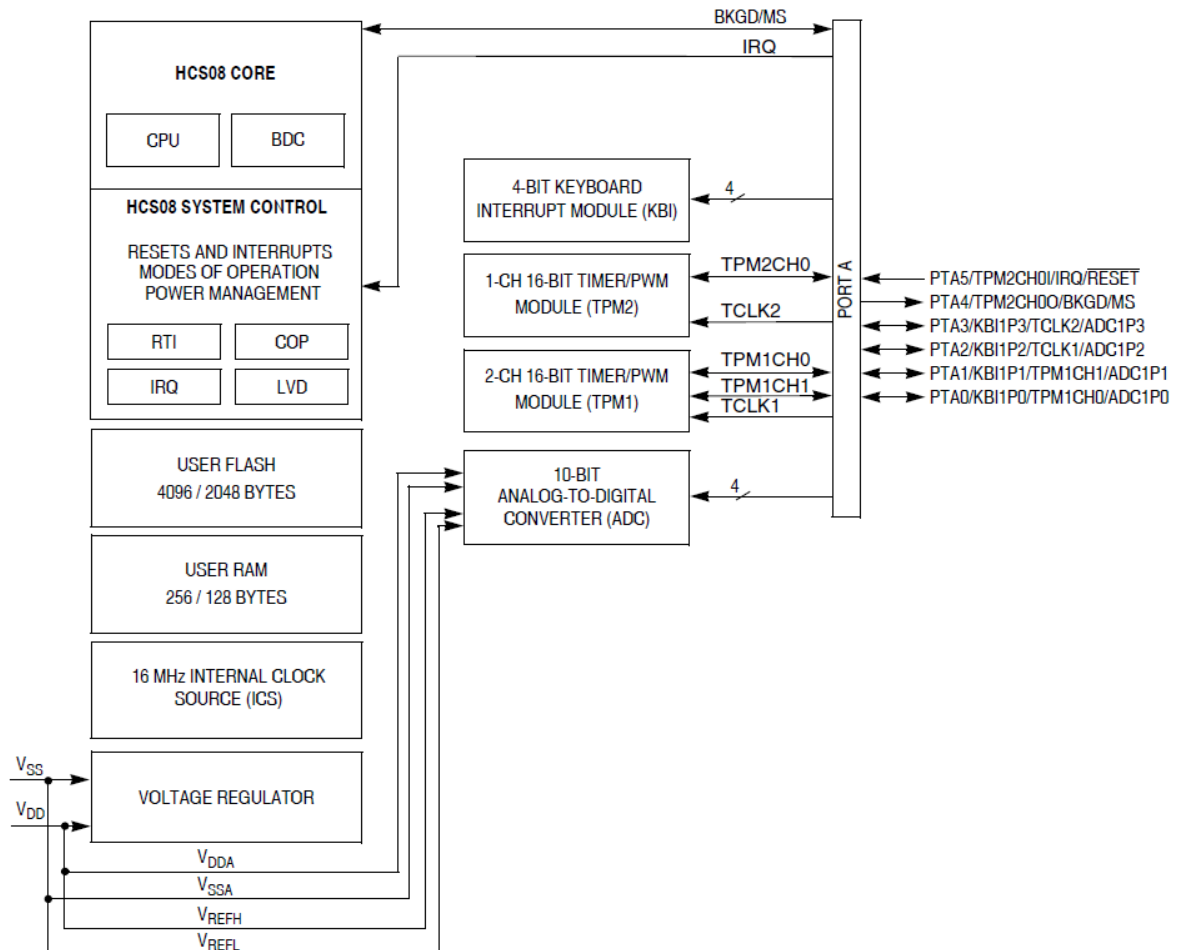 BKGD/MS
IRQ
HCS08 CORE
CPU
BDC
HCS08 SYSTEM CONTROL
RESETS AND INTERRUPTS
MODES OF OPERATION
POWER MANAGEMENT
RTI
COP
IRQ
LVD
USER FLASH
4096 / 2048 BYTES
USER RAM
256 / 128 BYTES
16 MHz INTERNAL CLOCK
SOURCE (ICS)
VOLTAGE REGULATOR
VSS
VDD
VDDA
VSSA
VREFH
VREFL
4-BIT KEYBOARD
INTERRUPT MODULE (KBI)
4
1-CH 16-BIT TIMER/PWM
MODULE (TPM2)
TPM2CH0
TCLK2
2-CH 16-BIT TIMER/PWM
MODULE (TPM1)
TPM1CH0
TPM1CH1
TCLK1
10-BIT
ANALOG-TO-DIGITAL
CONVERTER (ADC)
4
PORT A
PTA5/TPM2CH0I/IRQ/RESET
PTA4/TPM2CH0O/BKGD/MS
PTA3/KBI1P3/TCLK2/ADC1P3
PTA2/KBI1P2/TCLK1/ADC1P2
PTA1/KBI1P1/TPM1CH1/ADC1P1
PTA0/KBI1P0/TPM1CH0/ADC1P0